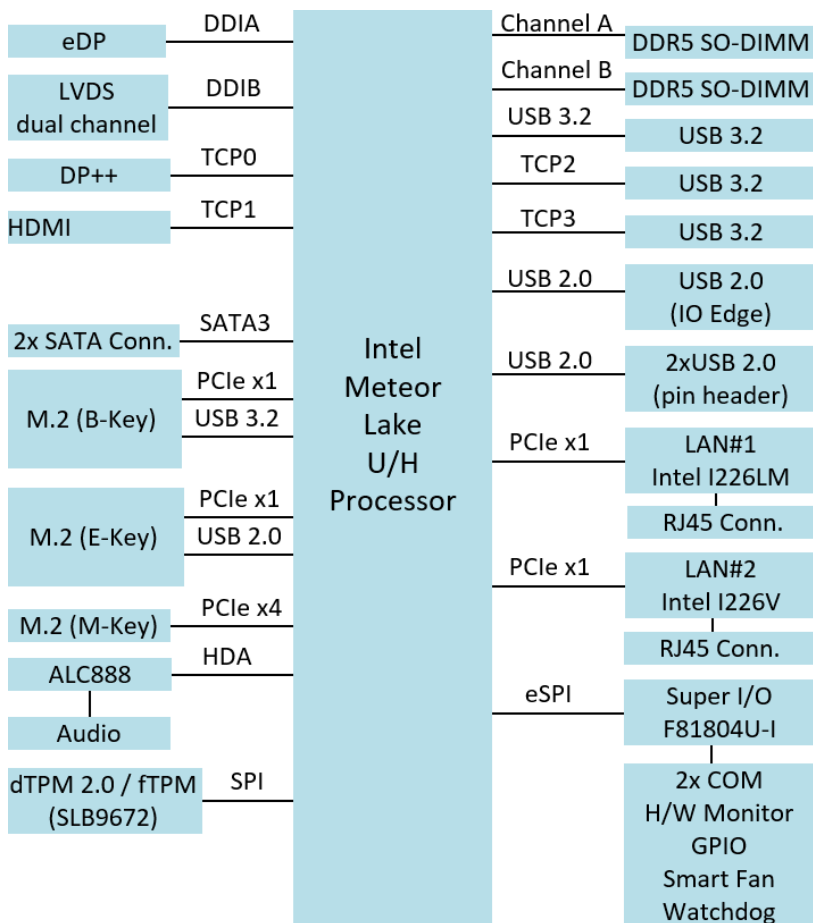 eDP
DDIA
LVDS
dual channel
DDIB
DP++
TCP0
HDMI
TCP1
2x SATA Conn.
SATA3
M.2 (B-Key)
PCIe x1
USB 3.2
M.2 (E-Key)
PCIe x1
USB 2.0
M.2 (M-Key)
PCIe x4
ALC888
HDA
Audio
dTPM 2.0 / fTPM
(SLB9672)
SPI
Intel
Meteor
Lake
U/H
Processor
Channel A
DDR5 SO-DIMM
Channel B
DDR5 SO-DIMM
USB 3.2
USB 3.2
TCP2
USB 3.2
TCP3
USB 3.2
USB 2.0
USB 2.0
(IO Edge)
USB 2.0
2xUSB 2.0
(pin header)
PCIe x1
LAN#1
Intel I226LM
RJ45 Conn.
PCIe x1
LAN#2
Intel I226V
RJ45 Conn.
eSPI
Super I/O
F81804U-I
2x COM
H/W Monitor
GPIO
Smart Fan
Watchdog